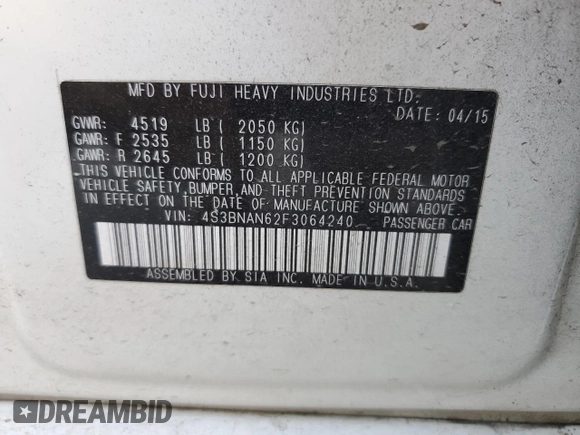 MFD BY FUJI HEAVY INDUSTRIES LTD.
DATE: 04/15
GVWR: 4519 LB ( 2050 KG)
GAWR: F 2535 LB ( 1150 KG)
GAWR: R 2645 LB ( 1200 KG)
THIS VEHICLE CONFORMS TO ALL APPLICABLE FEDERAL MOTOR
VEHICLE SAFETY, BUMPER, AND THEFT PREVENTION STANDARDS
IN EFFECT ON THE DATE OF MANUFACTURE SHOWN ABOVE.
VIN: 4S3BNAN62F3064240 PASSENGER CAR
ASSEMBLED BY SIA INC. MADE IN U.S.A.
DREAMBID